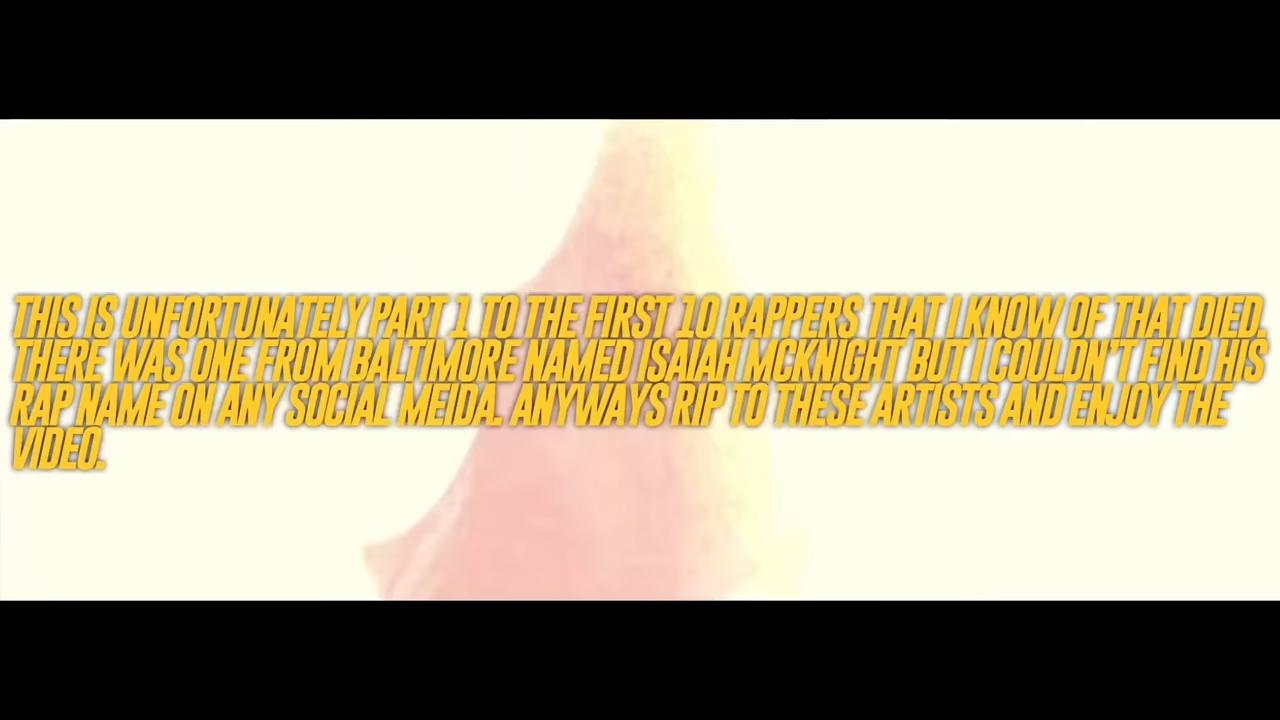 THIS IS UNFORTUNATELY PART 1 TO THE FIRST 10 RAPPERS THAT I KNOW OF THAT DIED.
THERE WAS ONE FROM BALTIMORE NAMED ISAIAH MCKNIGHT BUT I COULDN'T FIND HIS
RAP NAME ON ANY SOCIAL MEIDA. ANYWAYS RIP TO THESE ARTISTS AND ENJOY THE
VIDEO.